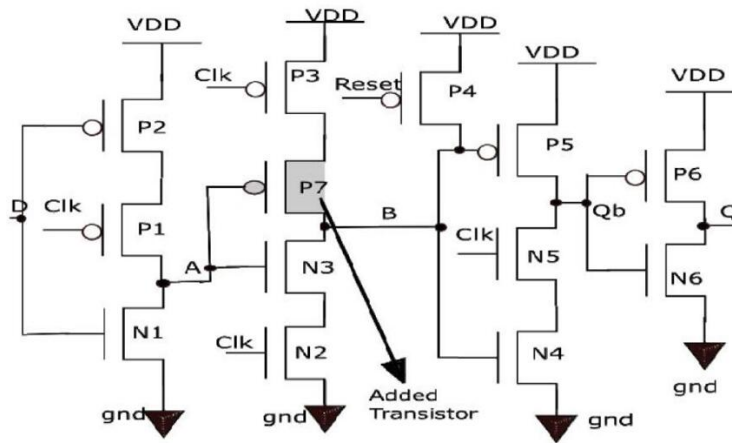 VDD
VDD
VDD
VDD
VDD
Clk
P3
Reset
P4
P2
P5
P6
P7
D
Clk
P1
B
Qb
Q
A
N3
Clk
N5
N6
N1
Clk
N2
N4
Added
Transistor
gnd
gnd
gnd
gnd